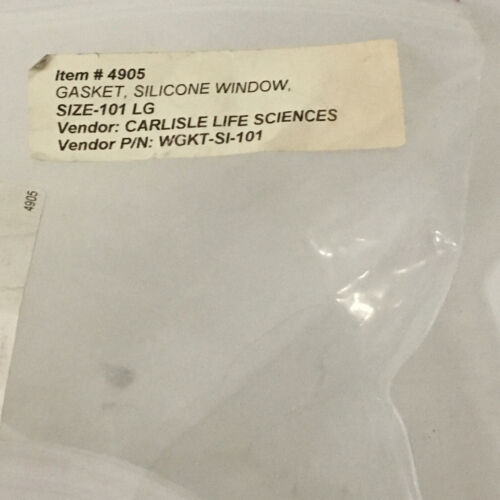 Item # 4905
GASKET, SILICONE WINDOW,
SIZE-101 LG
Vendor: CARLISLE LIFE SCIENCES
Vendor P/N: WGKT-SI-101
4905